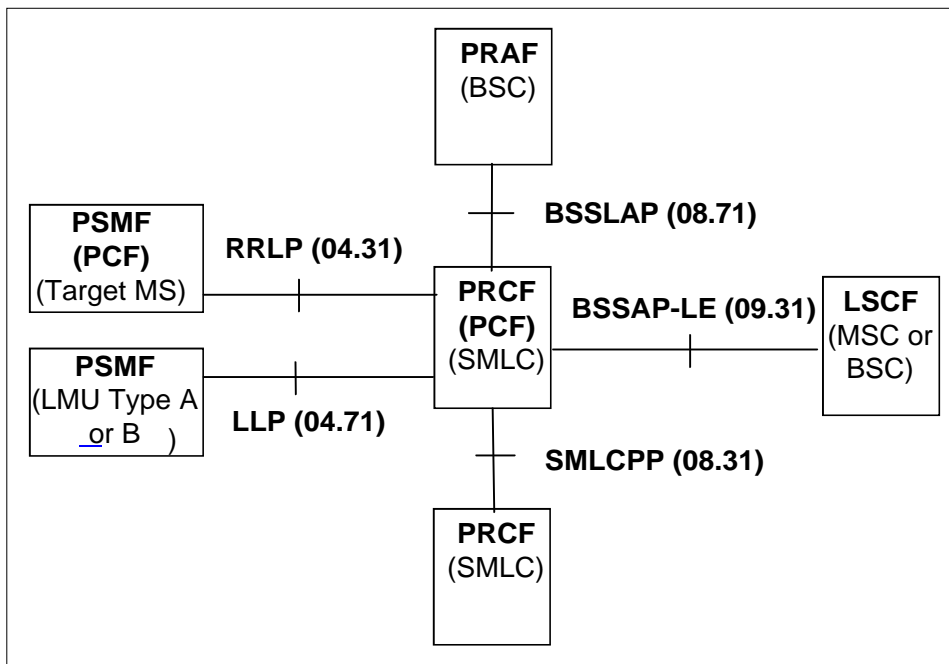 PRAF
(BSC)
BSSLAP (08.71)
PSMF
(PCF)
(Target MS)
RRLP (04.31)
PRCF
(PCF)
(SMLC)
BSSAP-LE (09.31)
LSCF
(MSC or
BSC)
PSMF
(LMU Type A
or B )
LLP (04.71)
SMLCPP (08.31)
PRCF
(SMLC)